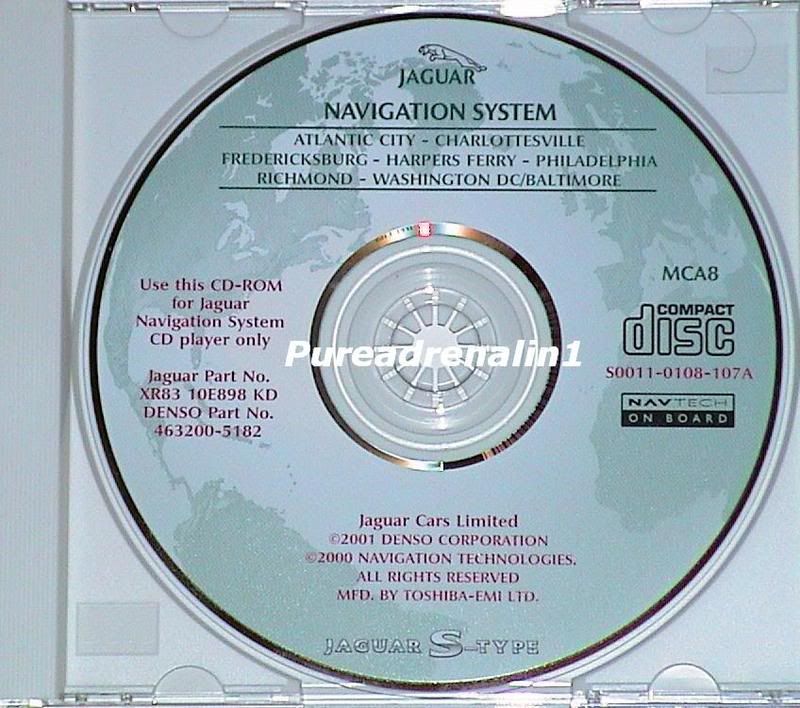 JAGUAR
NAVIGATION SYSTEM
ATLANTIC CITY - CHARLOTTESVILLE
FREDERICKSBURG - HARPERS FERRY - PHILADELPHIA
RICHMOND - WASHINGTON DC/BALTIMORE
Use this CD-ROM
for Jaguar
Navigation System
CD player only
Jaguar Part No.
XR83 10E898 KD
DENSO Part No.
463200-5182
Pureadrenalin1
MCA8
COMPACT
disc
S0011-0108-107A
NAVTECH
ON BOARD
Jaguar Cars Limited
©2001 DENSO CORPORATION
©2000 NAVIGATION TECHNOLOGIES.
ALL RIGHTS RESERVED
MFD. BY TOSHIBA-EMI LTD.
JAGUAR S-TYPE